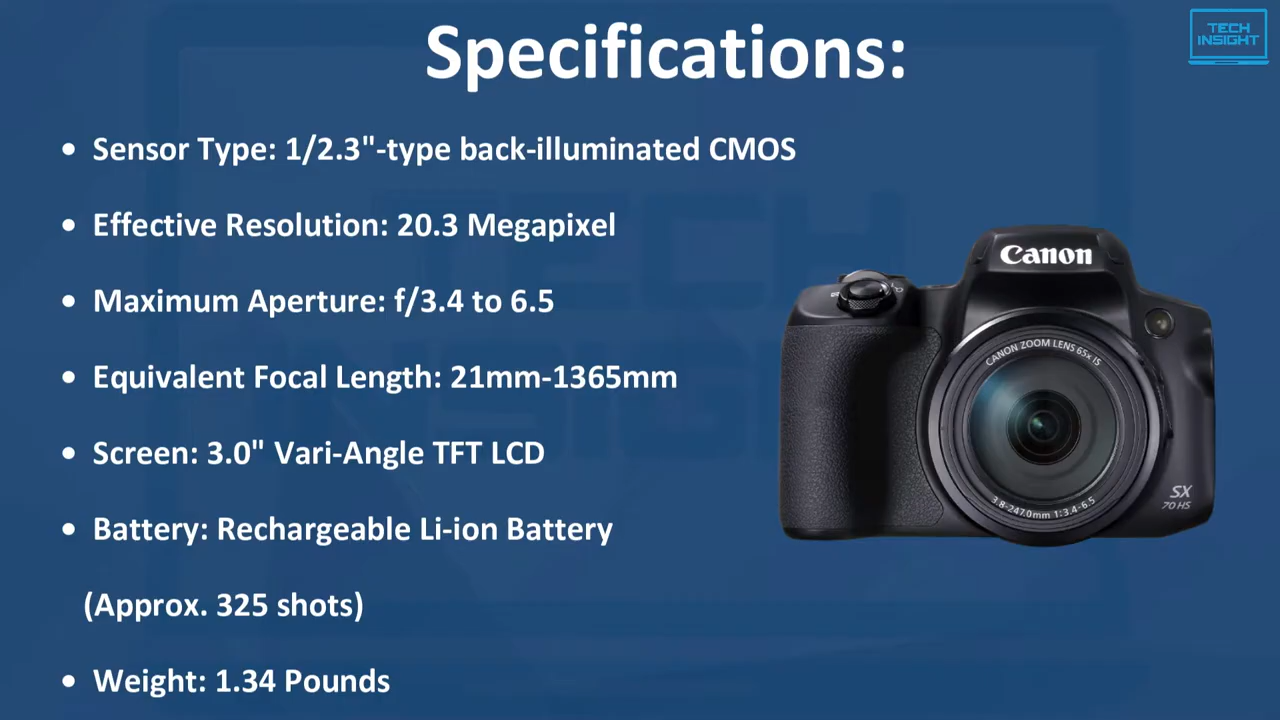 Specifications:
TECH
INSIGHT
• Sensor Type: 1/2.3"-type back-illuminated CMOS
• Effective Resolution: 20.3 Megapixel
• Maximum Aperture: f/3.4 to 6.5
• Equivalent Focal Length: 21mm-1365mm
• Screen: 3.0" Vari-Angle TFT LCD
• Battery: Rechargeable Li-ion Battery
(Approx. 325 shots)
• Weight: 1.34 Pounds
Canon
CANON ZOOM LENS 65x IS
3.8-247.0mm 1:3.4-6.5
SX
70 HS
TECH
INSIGHT